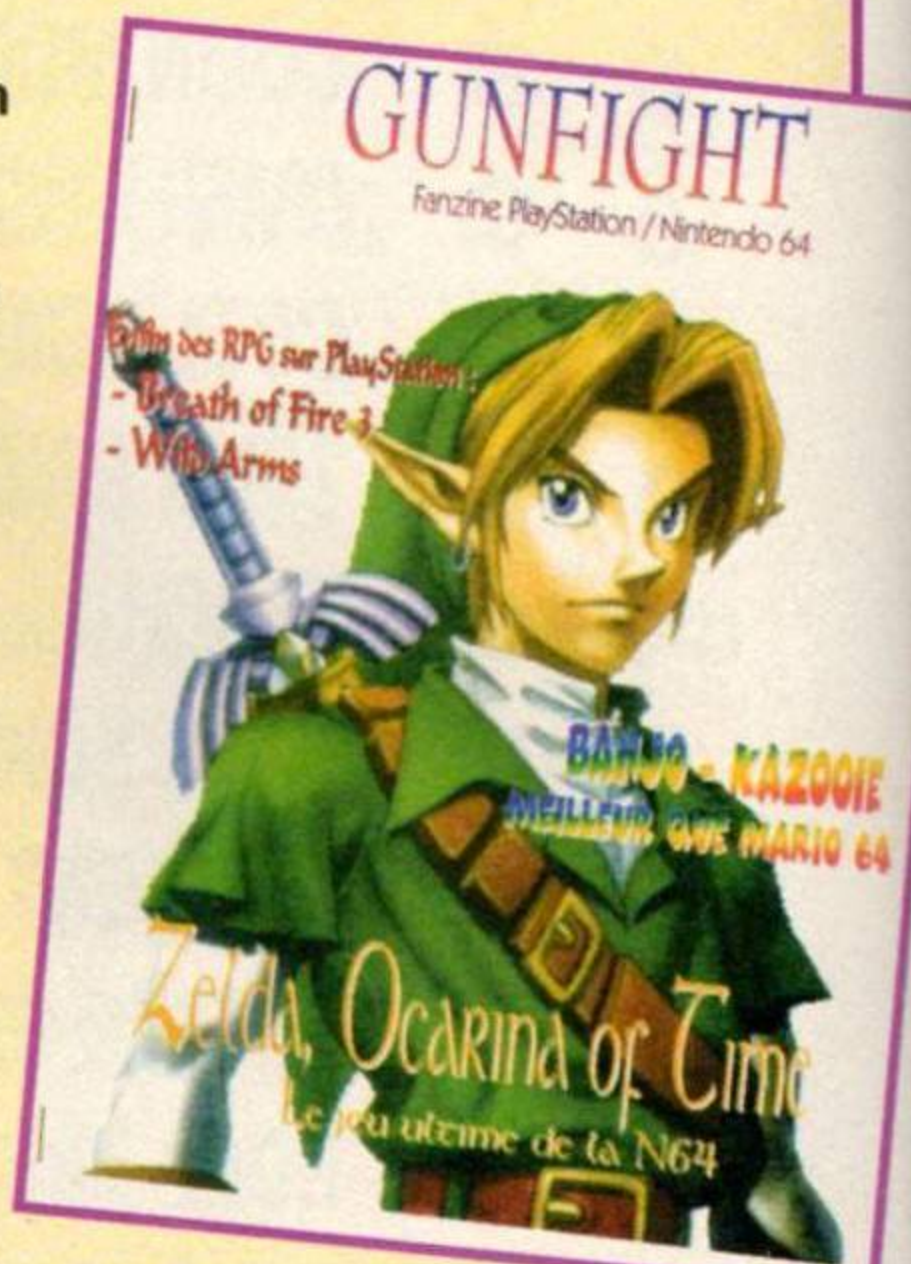 GUNFIGHT
Fanzine PlayStation / Nintendo 64
Enfin des RPG sur PlayStation :
- Breath of Fire 3
- Wild Arms
BANJO - KAZOOIE
MEILLEUR QUE MARIO 64
Zelda, Ocarina of Time
Le jeu ultime de la N64